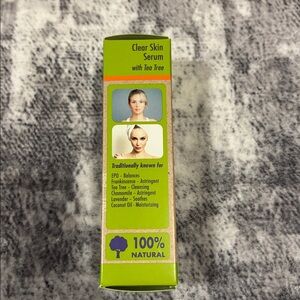 Clear Skin
Serum
with Tea Tree
Traditionally known for
EPO - Balances
Frankincense - Astringent
Tea Tree - Cleansing
Chamomile - Astringent
Lavender - Soothes
Coconut Oil - Moisturizing
100%
NATURAL